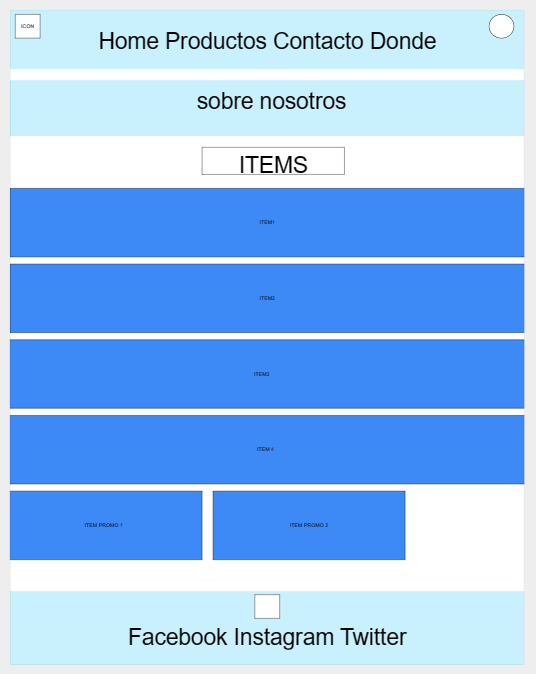 ICON
Home Productos Contacto Donde
sobre nosotros
ITEMS
ITEM1
ITEM2
ITEM3
ITEM 4
ITEM PROMO 1
ITEM PROMO 2
Facebook Instagram Twitter